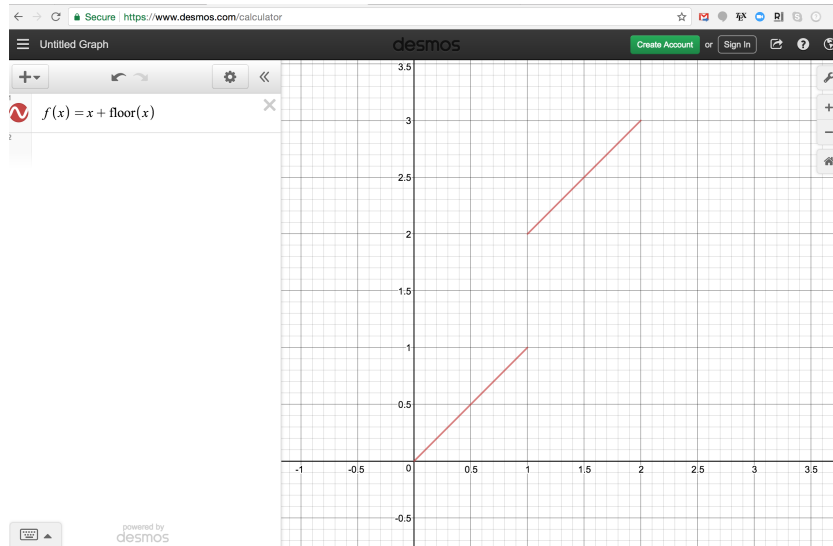 Secure https://www.desmos.com/calculator
Untitled Graph
desmos
Create Account or Sign In
1
f(x) = x + floor(x)
2
3.5
3
2.5
2
1.5
1
0.5
-1 -0.5 0 0.5 1 1.5 2 2.5 3 3.5
-0.5
powered by
desmos